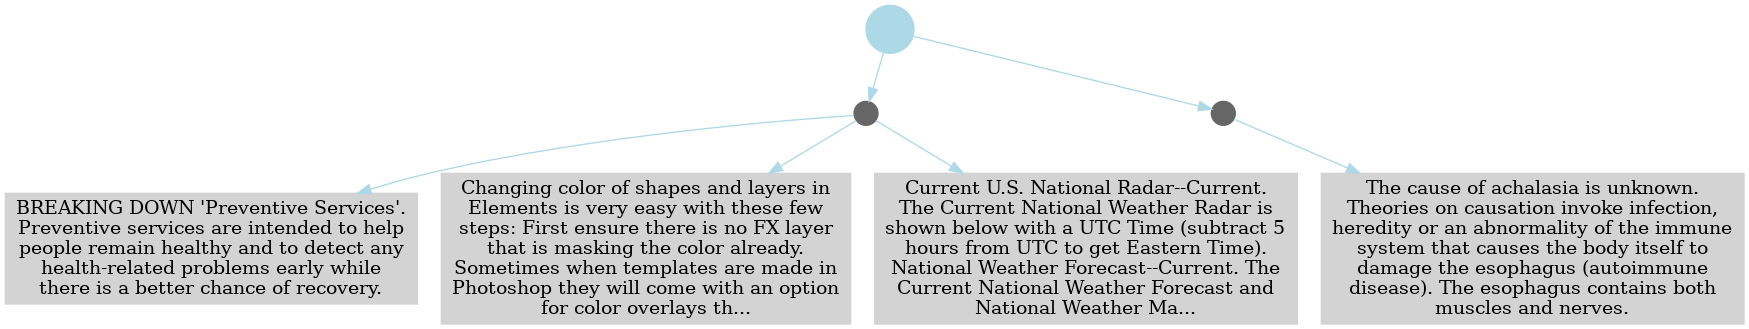 BREAKING DOWN 'Preventive Services'.
Preventive services are intended to help
people remain healthy and to detect any
health-related problems early while
there is a better chance of recovery.
Changing color of shapes and layers in
Elements is very easy with these few
steps: First ensure there is no FX layer
that is masking the color already.
Sometimes when templates are made in
Photoshop they will come with an option
for color overlays th...
Current U.S. National Radar--Current.
The Current National Weather Radar is
shown below with a UTC Time (subtract 5
hours from UTC to get Eastern Time).
National Weather Forecast--Current. The
Current National Weather Forecast and
National Weather Ma...
The cause of achalasia is unknown.
Theories on causation invoke infection,
heredity or an abnormality of the immune
system that causes the body itself to
damage the esophagus (autoimmune
disease). The esophagus contains both
muscles and nerves.